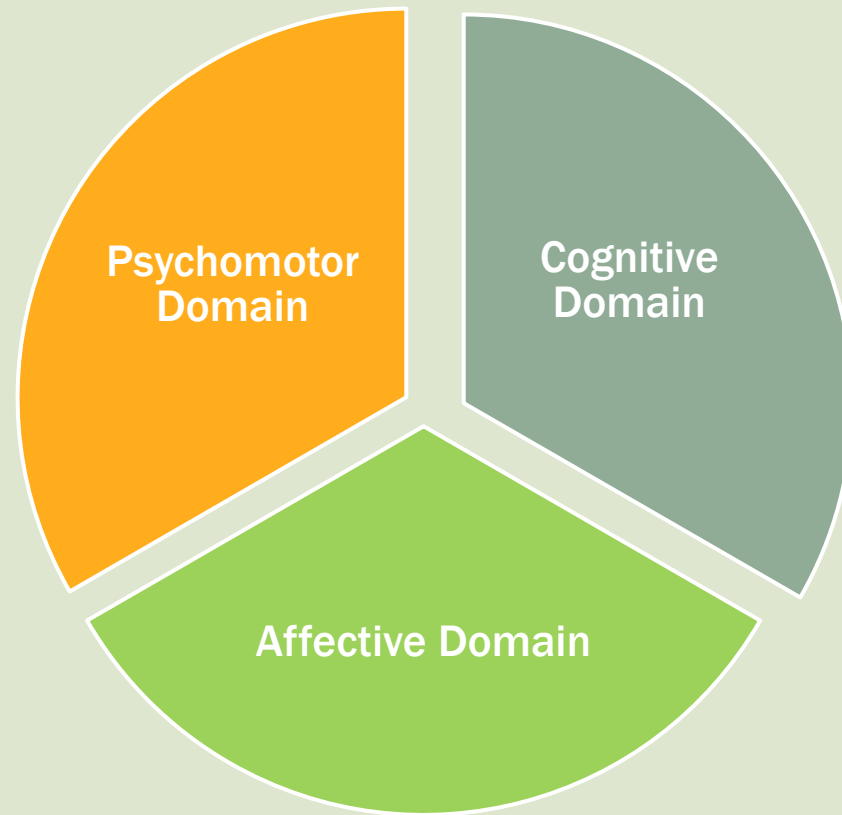 Psychomotor
Domain
Cognitive
Domain
Affective Domain